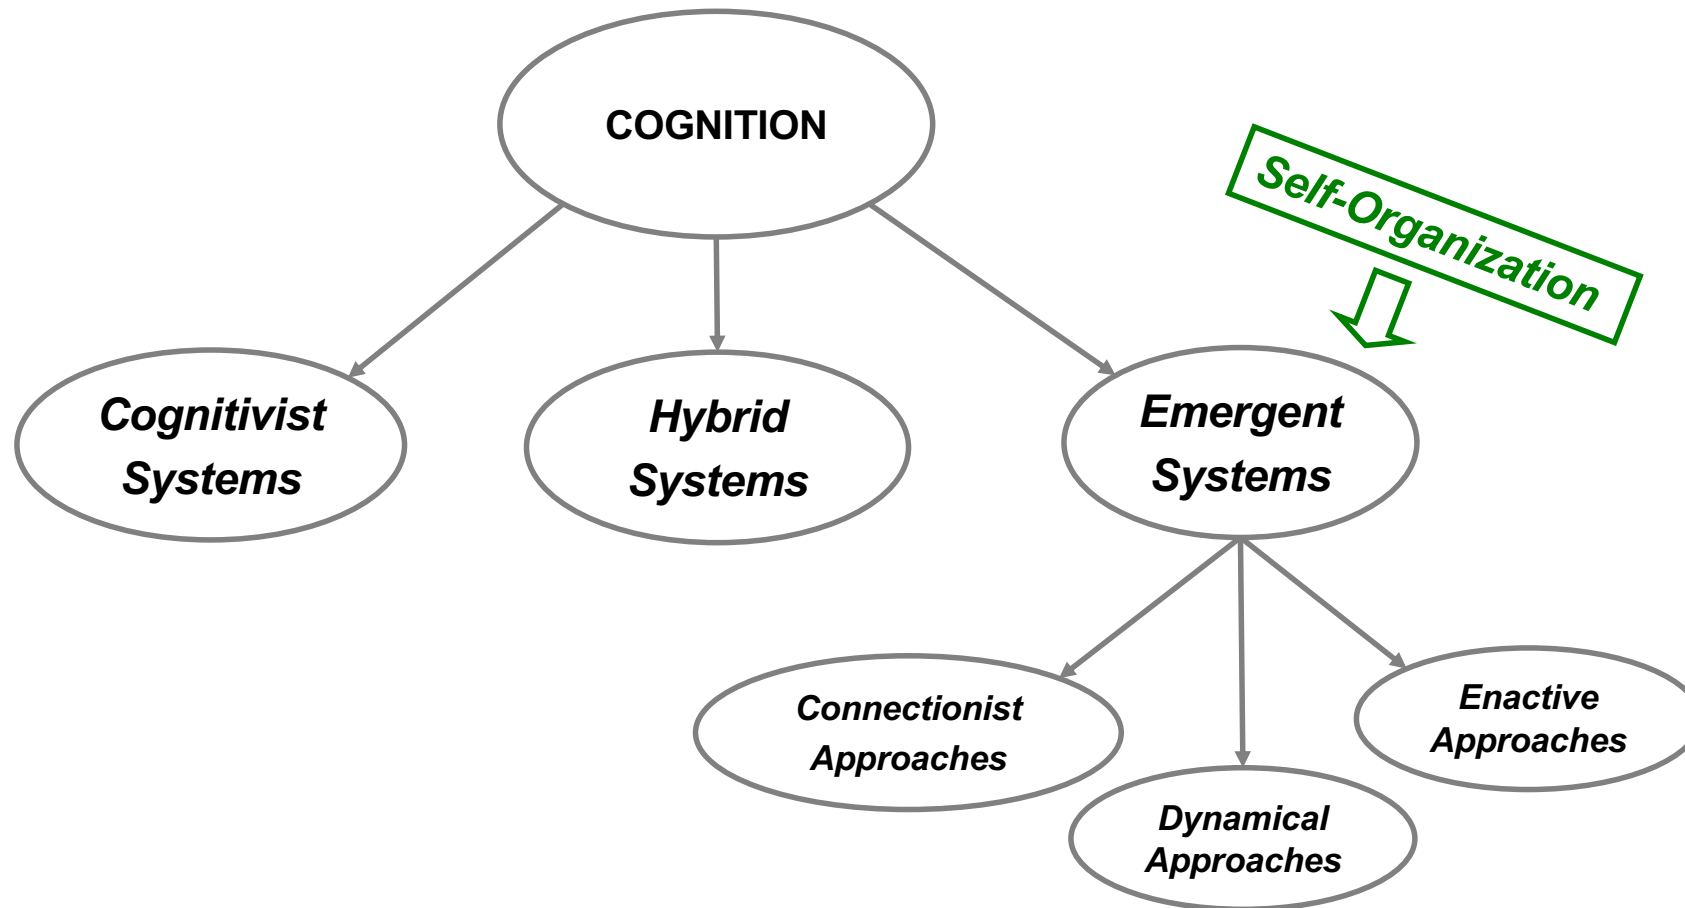 COGNITION
Self-Organization
Cognitivist
Systems
Hybrid
Systems
Emergent
Systems
Connectionist
Approaches
Dynamical
Approaches
Enactive
Approaches